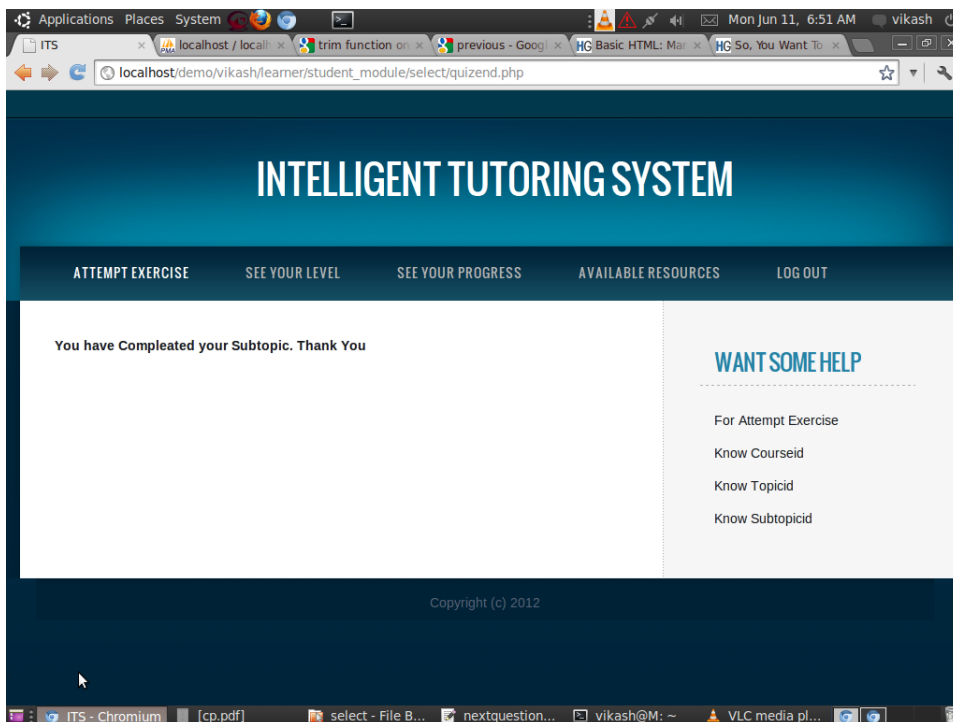 Applications Places System Mon Jun 11, 6:51 AM vikash
ITS localhost / localh trim function on previous - Googl HG Basic HTML: Mar HG So, You Want To
localhost/demo/vikash/learner/student_module/select/quizend.php
INTELLIGENT TUTORING SYSTEM
ATTEMPT EXERCISE SEE YOUR LEVEL SEE YOUR PROGRESS AVAILABLE RESOURCES LOG OUT
You have Compleated your Subtopic. Thank You
WANT SOME HELP
For Attempt Exercise
Know Courseid
Know Topicid
Know Subtopicid
Copyright (c) 2012
ITS - Chromium [cp.pdf] select - File B... nextquestion... vikash@M: ~ VLC media pl...